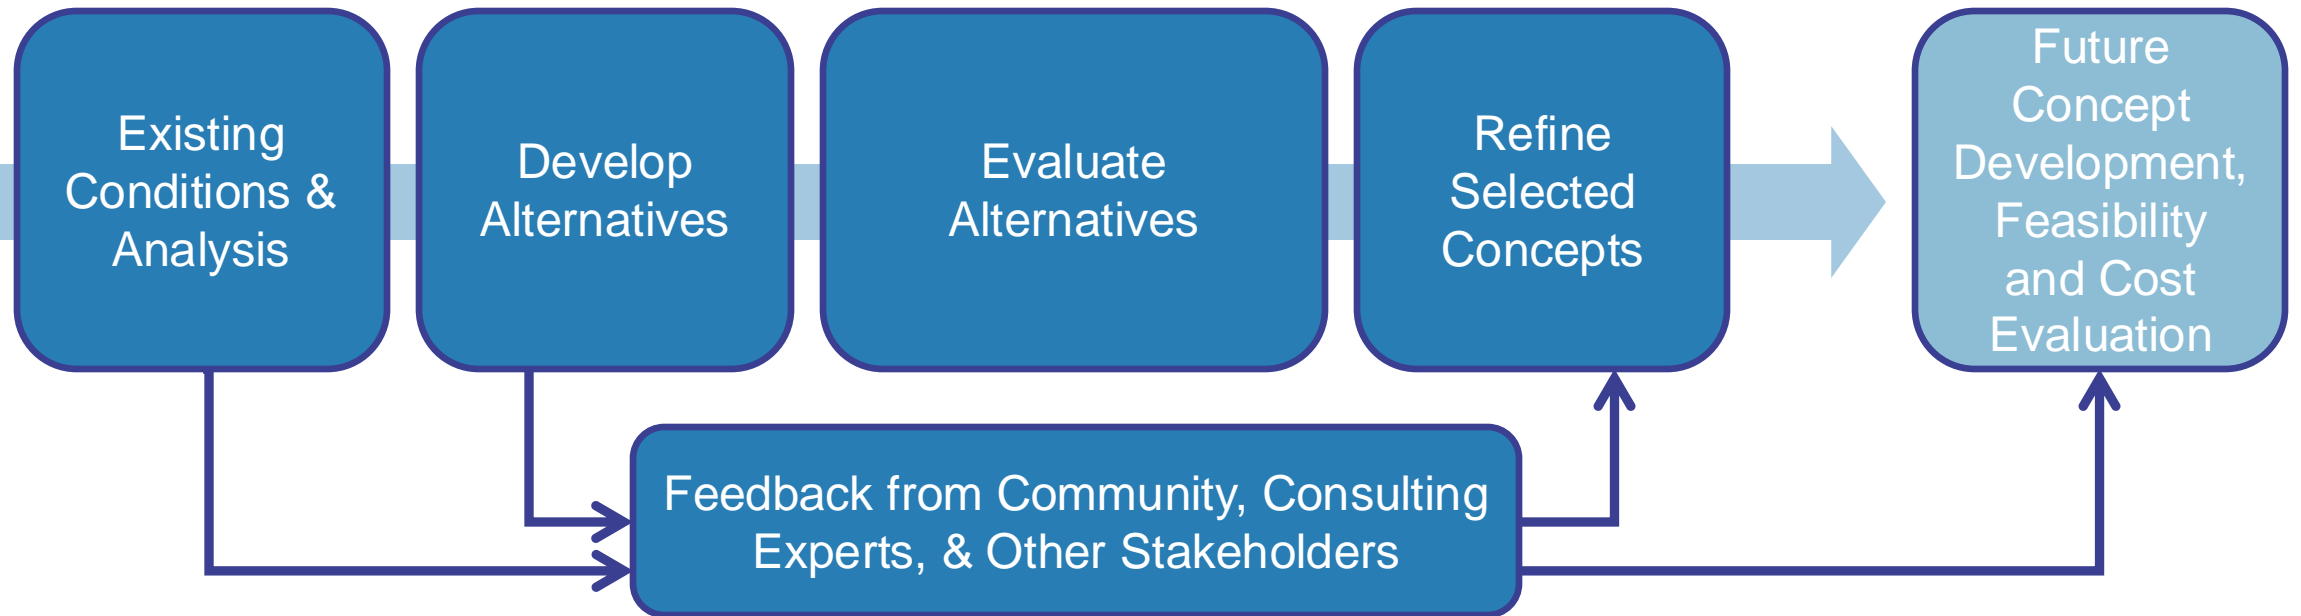 Existing
Conditions &
Analysis
Develop
Alternatives
Evaluate
Alternatives
Refine
Selected
Concepts
Future
Concept
Development,
Feasibility
and Cost
Evaluation
Feedback from Community, Consulting
Experts, & Other Stakeholders